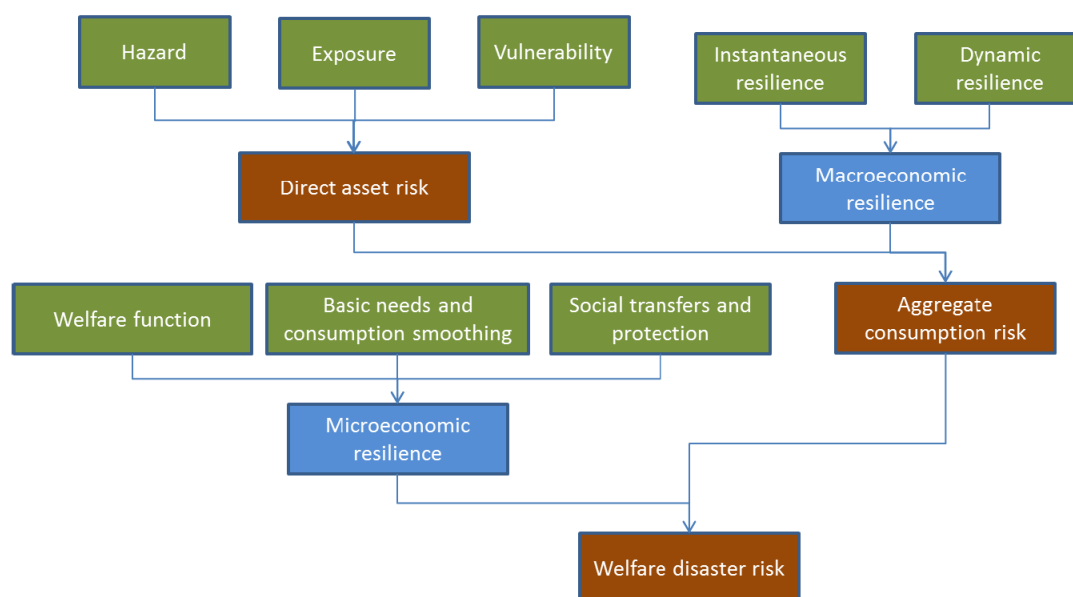 Hazard
Exposure
Vulnerability
Instantaneous
resilience
Dynamic
resilience
Direct asset risk
Macroeconomic
resilience
Welfare function
Basic needs and
consumption smoothing
Social transfers and
protection
Aggregate
consumption risk
Microeconomic
resilience
Welfare disaster risk